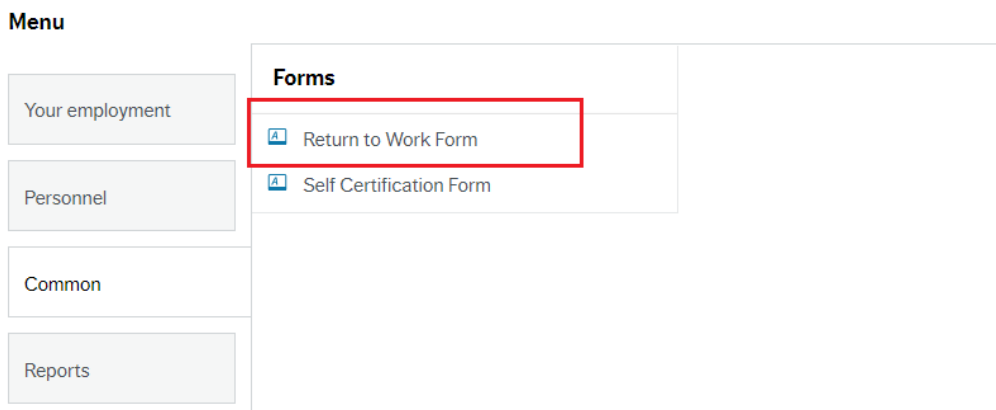 Menu
Your employment
Personnel
Common
Reports
Forms
Return to Work Form
Self Certification Form